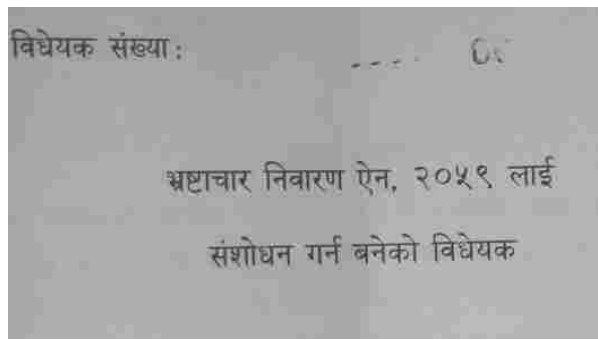 विधेयक संख्या:
भ्रष्टाचार निवारण ऐन, २०५९ लाई
संशोधन गर्न बनेको विधेयक